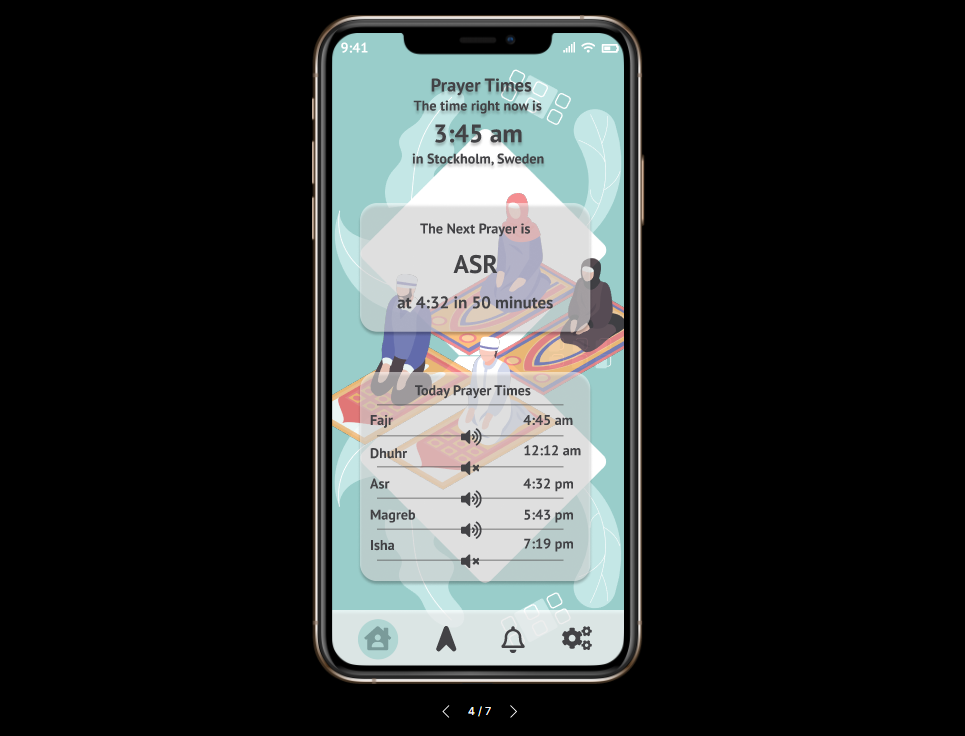 9:41
Prayer Times
The time right now is
3:45 am
in Stockholm, Sweden
The Next Prayer is
ASR
at 4:32 in 50 minutes
Today Prayer Times
Fajr 4:45 am
Dhuhr 12:12 am
Asr 4:32 pm
Magreb 5:43 pm
Isha 7:19 pm
4 / 7